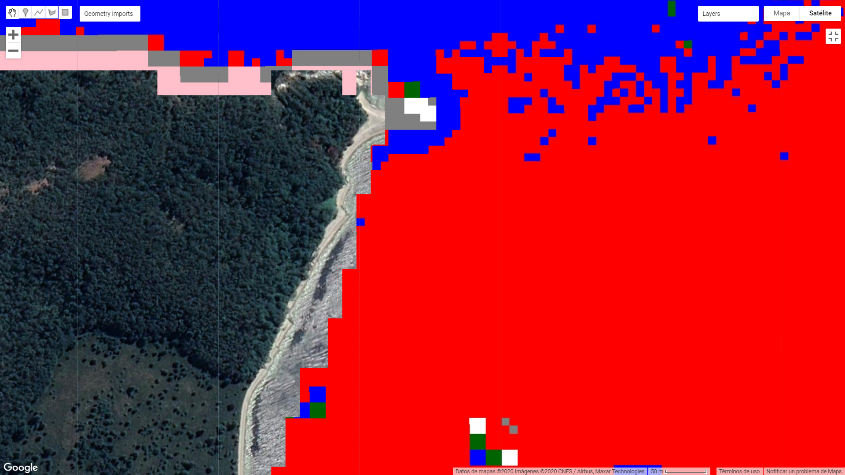 Geometry Imports
Layers
Mapa
Satélite
Google
Datos de mapas ©2020 Imágenes ©2020 CNES / Airbus, Maxar Technologies
50 m
Términos de uso
Notificar un problema de Maps